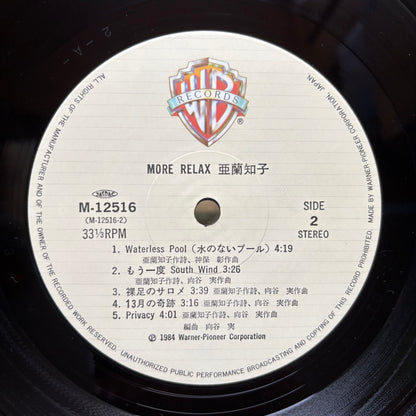 WB
RECORDS
®
MORE RELAX 亜蘭知子
M-12516
(M-12516-2)
33⅓RPM
SIDE
2
STEREO
1. Waterless Pool (水のないプール) 4:19
亜蘭知子作詩、神保 彰作曲
2. もう一度 South Wind 3:26
亜蘭知子作詩、向谷 実作曲
3. 裸足のサロメ 3:39 亜蘭知子作詩、向谷 実作曲
4. 13月の奇跡 3:16 亜蘭知子作詩、向谷 実作曲
5. Privacy 4:01 亜蘭知子作詩、向谷 実作曲
編曲 向谷 実
Ⓟ 1984 Warner-Pioneer Corporation
ALL RIGHTS OF THE MANUFACTURER AND OF THE OWNER OF THE RECORDED WORK RESERVED. UNAUTHORIZED PUBLIC PERFORMANCE BROADCASTING AND COPYING OF THIS RECORD PROHIBITED. MADE BY WARNER-PIONEER CORPORATION, JAPAN